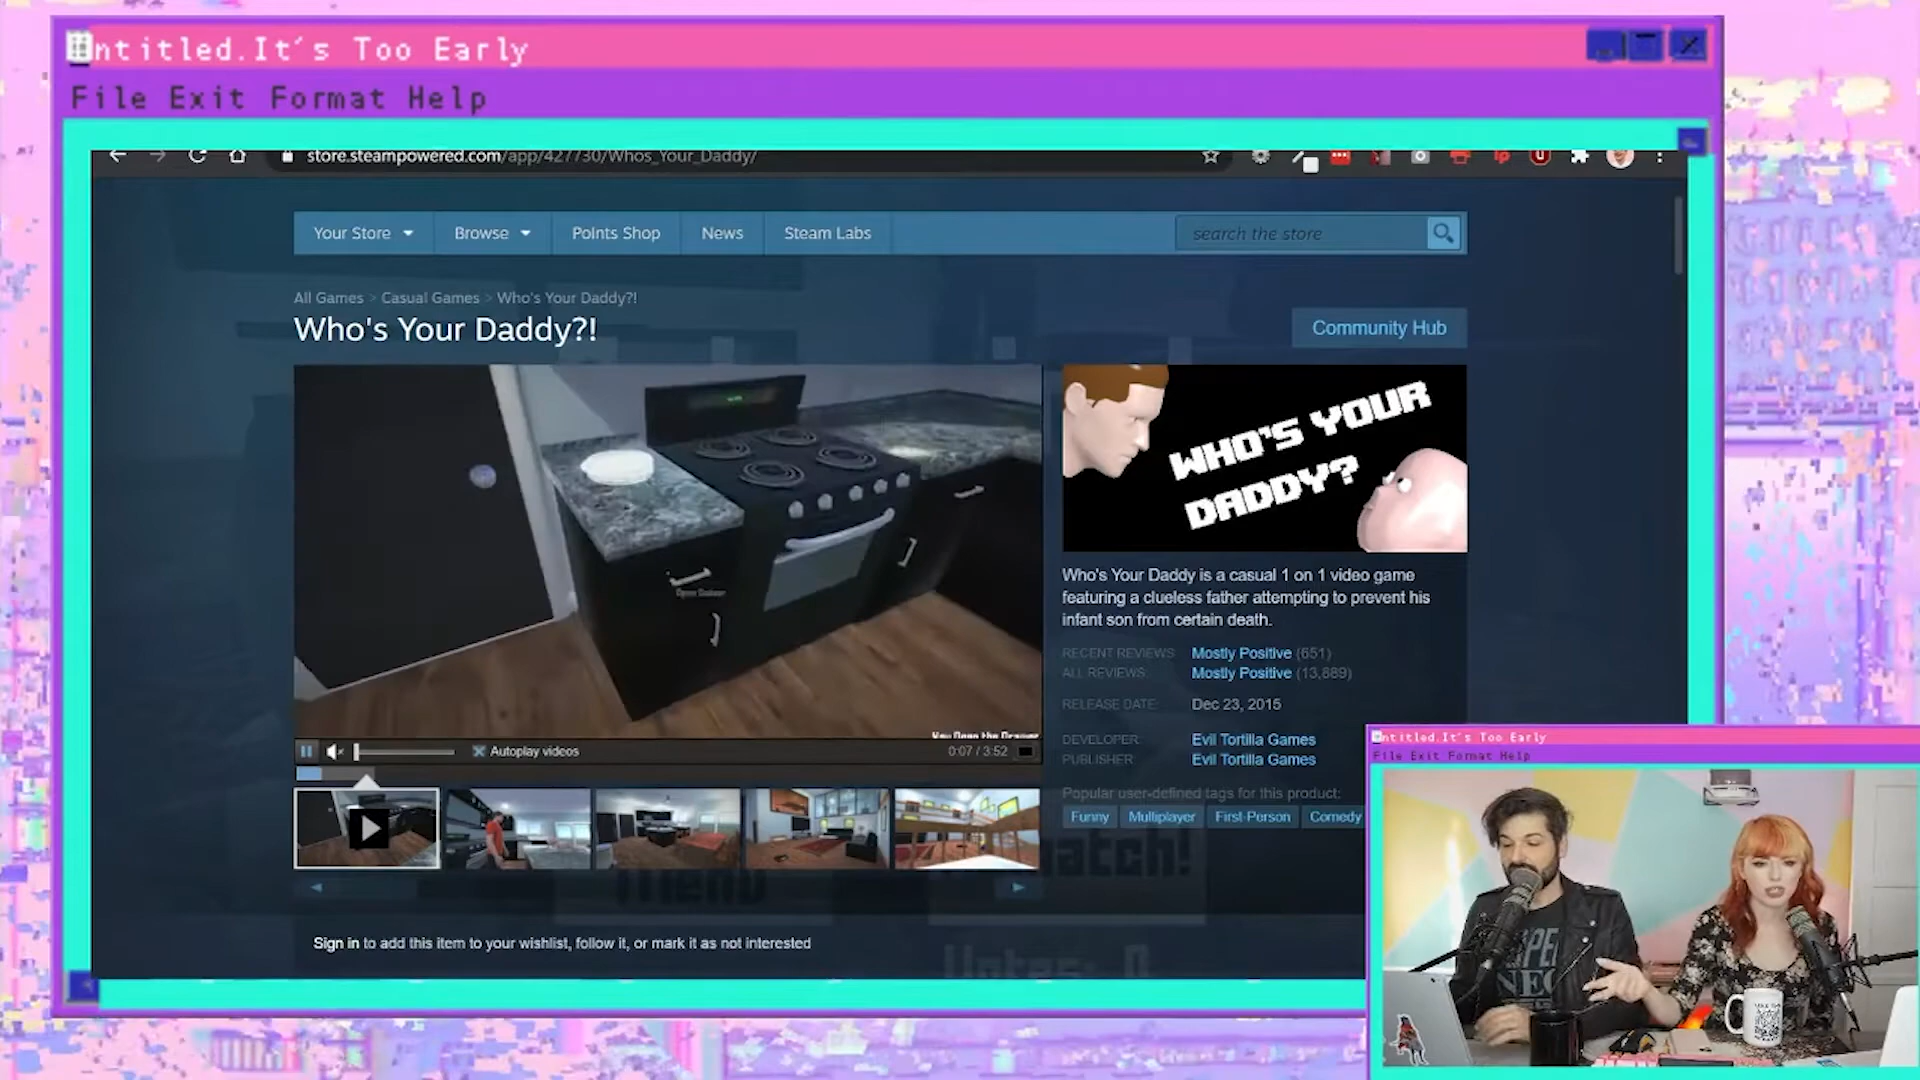 ntitled.It's Too Early
File Exit Format Help
store.steampowered.com/app/427730/Whos_Your_Daddy/
Your Store
Browse
Points Shop
News
Steam Labs
search the store
All Games > Casual Games > Who's Your Daddy?!
Who's Your Daddy?!
Community Hub
WHO'S YOUR
DADDY?
Who's Your Daddy is a casual 1 on 1 video game
featuring a clueless father attempting to prevent his
infant son from certain death.
RECENT REVIEWS: Mostly Positive (651)
ALL REVIEWS: Mostly Positive (13,889)
RELEASE DATE: Dec 23, 2015
DEVELOPER: Evil Tortilla Games
PUBLISHER: Evil Tortilla Games
Popular user-defined tags for this product:
Funny
Multiplayer
First-Person
Comedy
You Open the Drawer
Autoplay videos
0:07 / 3:52
Sign in to add this item to your wishlist, follow it, or mark it as not interested
ntitled.It's Too Early
File Exit Format Help